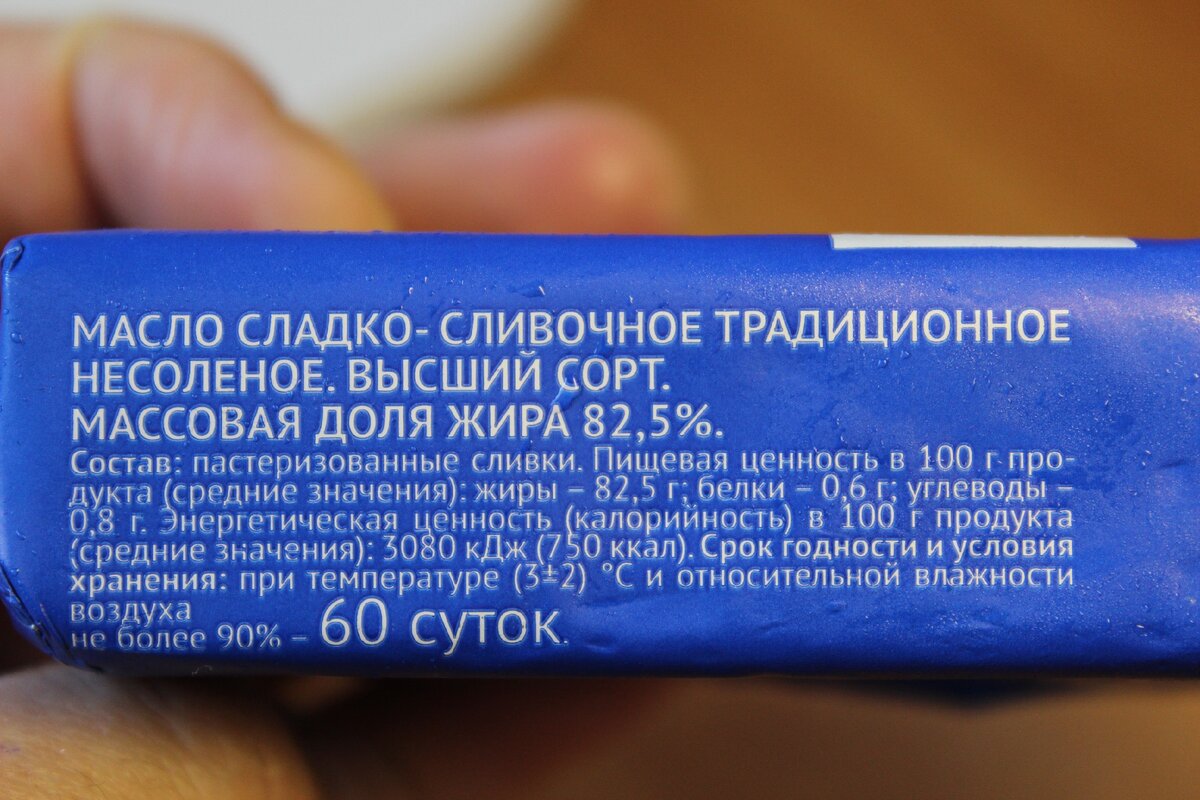 МАСЛО СЛАДКО- СЛИВОЧНОЕ ТРАДИЦИОННОЕ
НЕСОЛЕНОЕ. ВЫСШИЙ СОРТ.
МАССОВАЯ ДОЛЯ ЖИРА 82,5%.
Состав: пастеризованные сливки. Пищевая ценность в 100 г про-
дукта (средние значения): жиры – 82,5 г; белки – 0,6 г; углеводы –
0,8 г. Энергетическая ценность (калорийность) в 100 г продукта
(средние значения): 3080 кДж (750 ккал). Срок годности и условия
хранения: при температуре (3±2) °С и относительной влажности
воздуха
не более 90% – 60 суток.